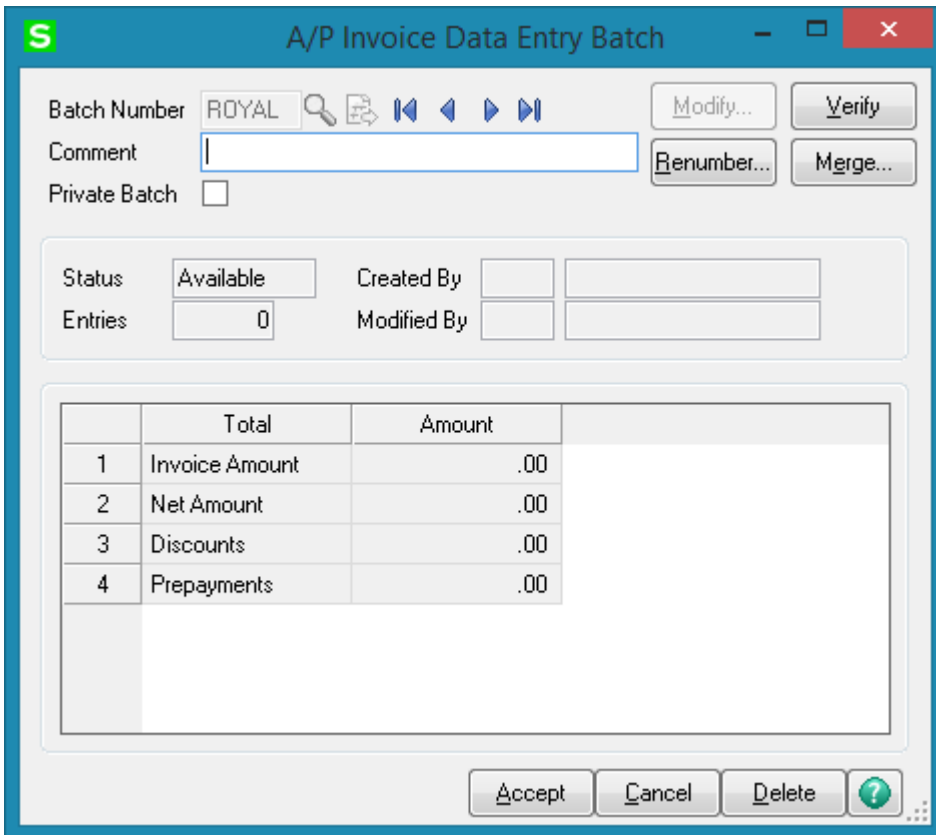 S A/P Invoice Data Entry Batch
Batch Number ROYAL Modify... Verify
Comment Renumber... Merge...
Private Batch
Status Available Created By
Entries 0 Modified By
Total Amount
1 Invoice Amount .00
2 Net Amount .00
3 Discounts .00
4 Prepayments .00
Accept Cancel Delete ?